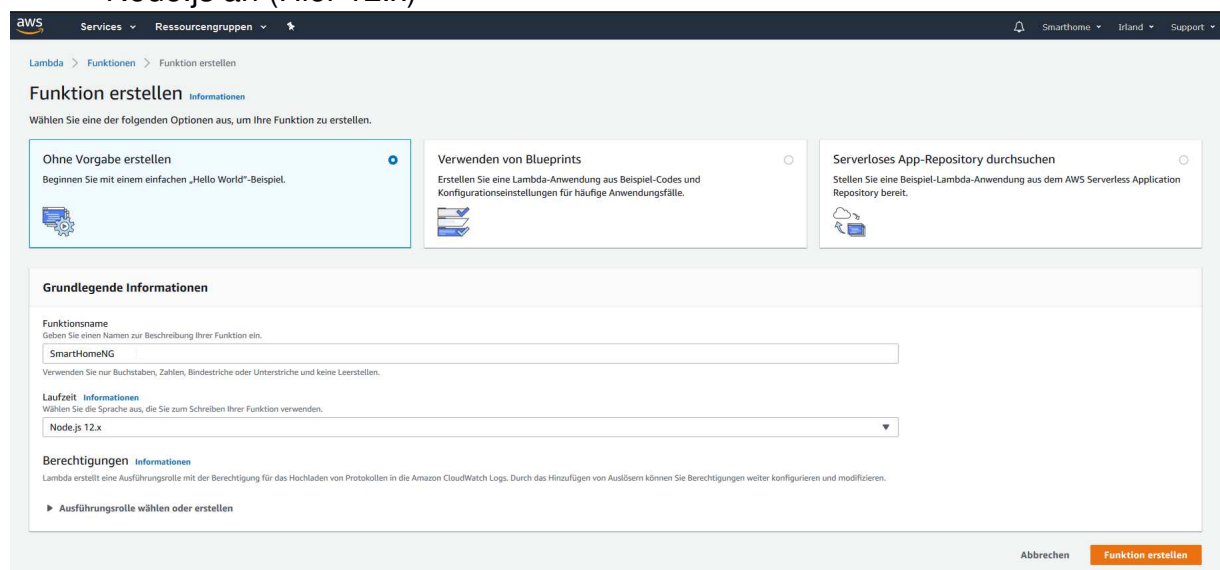 Node.js an (Hier 12.x)
aws Services Ressourcengruppen Smarthome Irland Support
Lambda > Funktionen > Funktion erstellen
Funktion erstellen Informationen
Wählen Sie eine der folgenden Optionen aus, um Ihre Funktion zu erstellen.
Ohne Vorgabe erstellen
Beginnen Sie mit einem einfachen „Hello World"-Beispiel.
Verwenden von Blueprints
Erstellen Sie eine Lambda-Anwendung aus Beispiel-Codes und
Konfigurationseinstellungen für häufige Anwendungsfälle.
Serverloses App-Repository durchsuchen
Stellen Sie eine Beispiel-Lambda-Anwendung aus dem AWS Serverless Application
Repository bereit.
Grundlegende Informationen
Funktionsname
Geben Sie einen Namen zur Beschreibung Ihrer Funktion ein.
SmartHomeNG
Verwenden Sie nur Buchstaben, Zahlen, Bindestriche oder Unterstriche und keine Leerstellen.
Laufzeit Informationen
Wählen Sie die Sprache aus, die Sie zum Schreiben Ihrer Funktion verwenden.
Node.js 12.x
Berechtigungen Informationen
Lambda erstellt eine Ausführungsrolle mit der Berechtigung für das Hochladen von Protokollen in die Amazon CloudWatch Logs. Durch das Hinzufügen von Auslösern können Sie Berechtigungen weiter konfigurieren und modifizieren.
Ausführungsrolle wählen oder erstellen
Abbrechen Funktion erstellen